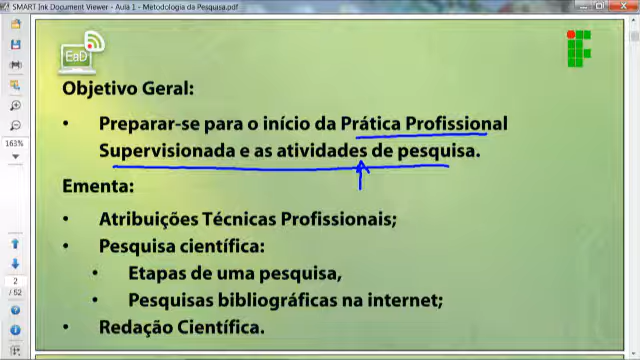 SMART Ink Document Viewer - Aula 1 - Metodologia da Pesquisa.pdf
EaD
Objetivo Geral:
• Preparar-se para o início da Prática Profissional
Supervisionada e as atividades de pesquisa.
Ementa:
• Atribuições Técnicas Profissionais;
• Pesquisa científica:
• Etapas de uma pesquisa,
• Pesquisas bibliográficas na internet;
• Redação Científica.
163%
2
/ 52